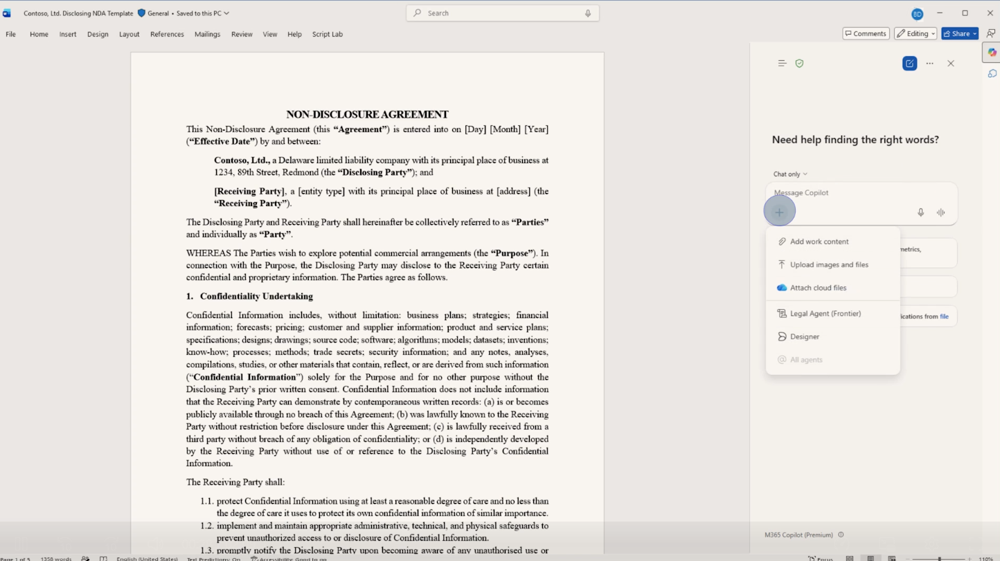 Contoso, Ltd. Disclosing NDA Template General • Saved to this PC
Search
BD
File Home Insert Design Layout References Mailings Review View Help Script Lab
Comments Editing Share
NON-DISCLOSURE AGREEMENT
This Non-Disclosure Agreement (this “Agreement”) is entered into on [Day] [Month] [Year]
(“Effective Date”) by and between:
Contoso, Ltd., a Delaware limited liability company with its principal place of business at
1234, 89th Street, Redmond (the “Disclosing Party”); and
[Receiving Party], a [entity type] with its principal place of business at [address] (the
“Receiving Party”).
The Disclosing Party and Receiving Party shall hereinafter be collectively referred to as “Parties”
and individually as “Party”.
WHEREAS The Parties wish to explore potential commercial arrangements (the “Purpose”). In
connection with the Purpose, the Disclosing Party may disclose to the Receiving Party certain
confidential and proprietary information. The Parties agree as follows.
1. Confidentiality Undertaking
Confidential Information includes, without limitation: business plans; strategies; financial
information; forecasts; pricing; customer and supplier information; product and service plans;
specifications; designs; drawings; source code; software; algorithms; models; datasets; inventions;
know-how; processes; methods; trade secrets; security information; and any notes, analyses,
compilations, studies, or other materials that contain, reflect, or are derived from such information
(“Confidential Information”) solely for the Purpose and for no other purpose without the
Disclosing Party’s prior written consent. Confidential Information does not include information
that the Receiving Party can demonstrate by contemporaneous written records: (a) is or becomes
publicly available through no breach of this Agreement; (b) was lawfully known to the Receiving
Party without restriction before disclosure under this Agreement; (c) is lawfully received from a
third party without breach of any obligation of confidentiality; or (d) is independently developed
by the Receiving Party without use of or reference to the Disclosing Party’s Confidential
Information.
The Receiving Party shall:
1.1. protect Confidential Information using at least a reasonable degree of care and no less than
the degree of care it uses to protect its own confidential information of similar importance.
1.2. implement and maintain appropriate administrative, technical, and physical safeguards to
prevent unauthorized access to or disclosure of Confidential Information.
1.3. promptly notify the Disclosing Party upon becoming aware of any unauthorised use or
Need help finding the right words?
Chat only
Message Copilot
Add work content
Upload images and files
Attach cloud files
Legal Agent (Frontier)
Designer
All agents
metrics,
ications from file
M365 Copilot (Premium)
Page 1 of 5 1358 words English (United States) Text Predictions: On Accessibility: Good to go Focus 110%